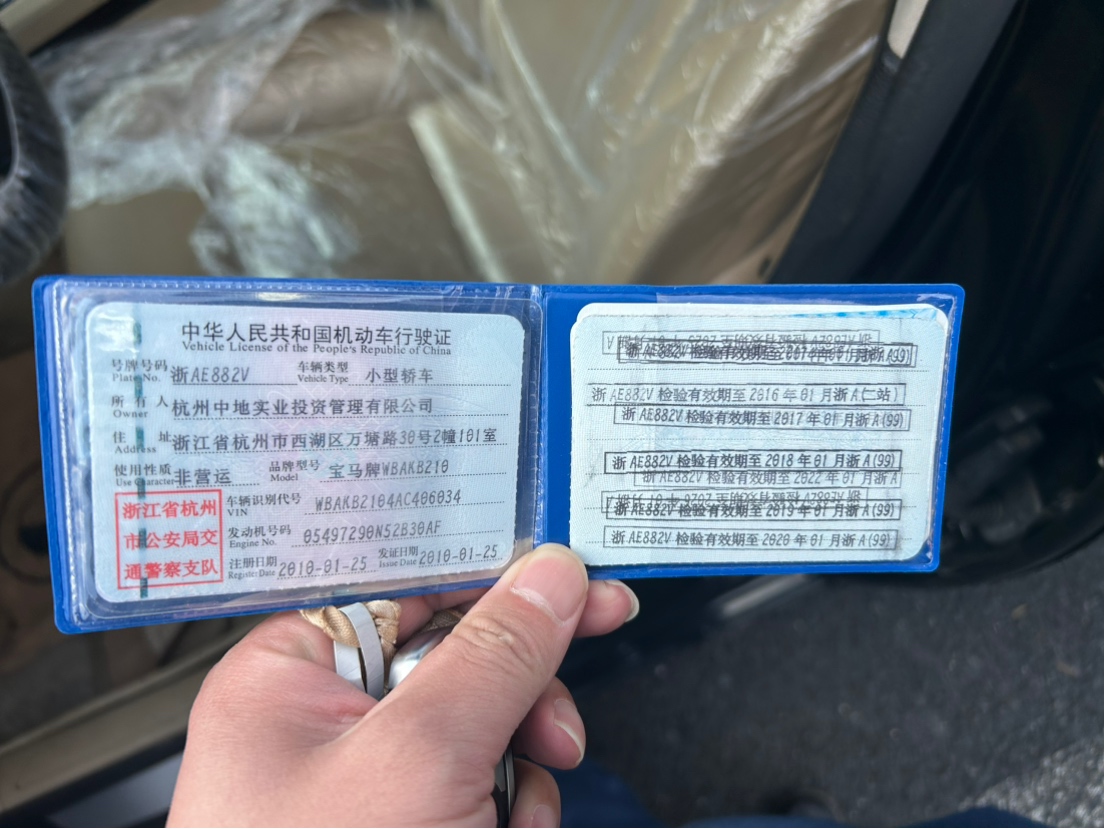 中华人民共和国机动车行驶证
Vehicle License of the People's Republic of China
号牌号码 浙AE882V 车辆类型 小型轿车
Plate No. Vehicle Type
所有人 杭州中地实业投资管理有限公司
Owner
住址 浙江省杭州市西湖区万塘路30号2幢101室
Address
使用性质 非营运 品牌型号 宝马牌WBAKB210
Use Character Model
浙江省杭州
市公安局交
通警察支队
车辆识别代号 WBAKB2104AC406034
VIN
发动机号码 05497290N52B30AF
Engine No.
注册日期 2010-01-25 发证日期 2010-01-25
Register Date Issue Date
浙AE882V 检验有效期至 2016年01月浙A(二站)
浙AE882V 检验有效期至 2017年01月浙A(99)
浙AE882V 检验有效期至 2018年01月浙A(99)
浙AE882V 检验有效期至 2022年01月浙A
浙AE882V 检验有效期至 2019年01月浙A(99)
浙AE882V 检验有效期至 2020年01月浙A(99)